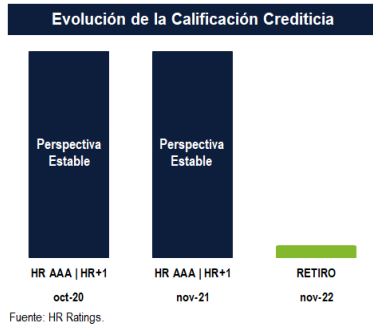 Evolución de la Calificación Crediticia
Perspectiva
Estable
Perspectiva
Estable
HR AAA | HR+1
HR AAA | HR+1
RETIRO
oct-20
nov-21
nov-22
Fuente: HR Ratings.